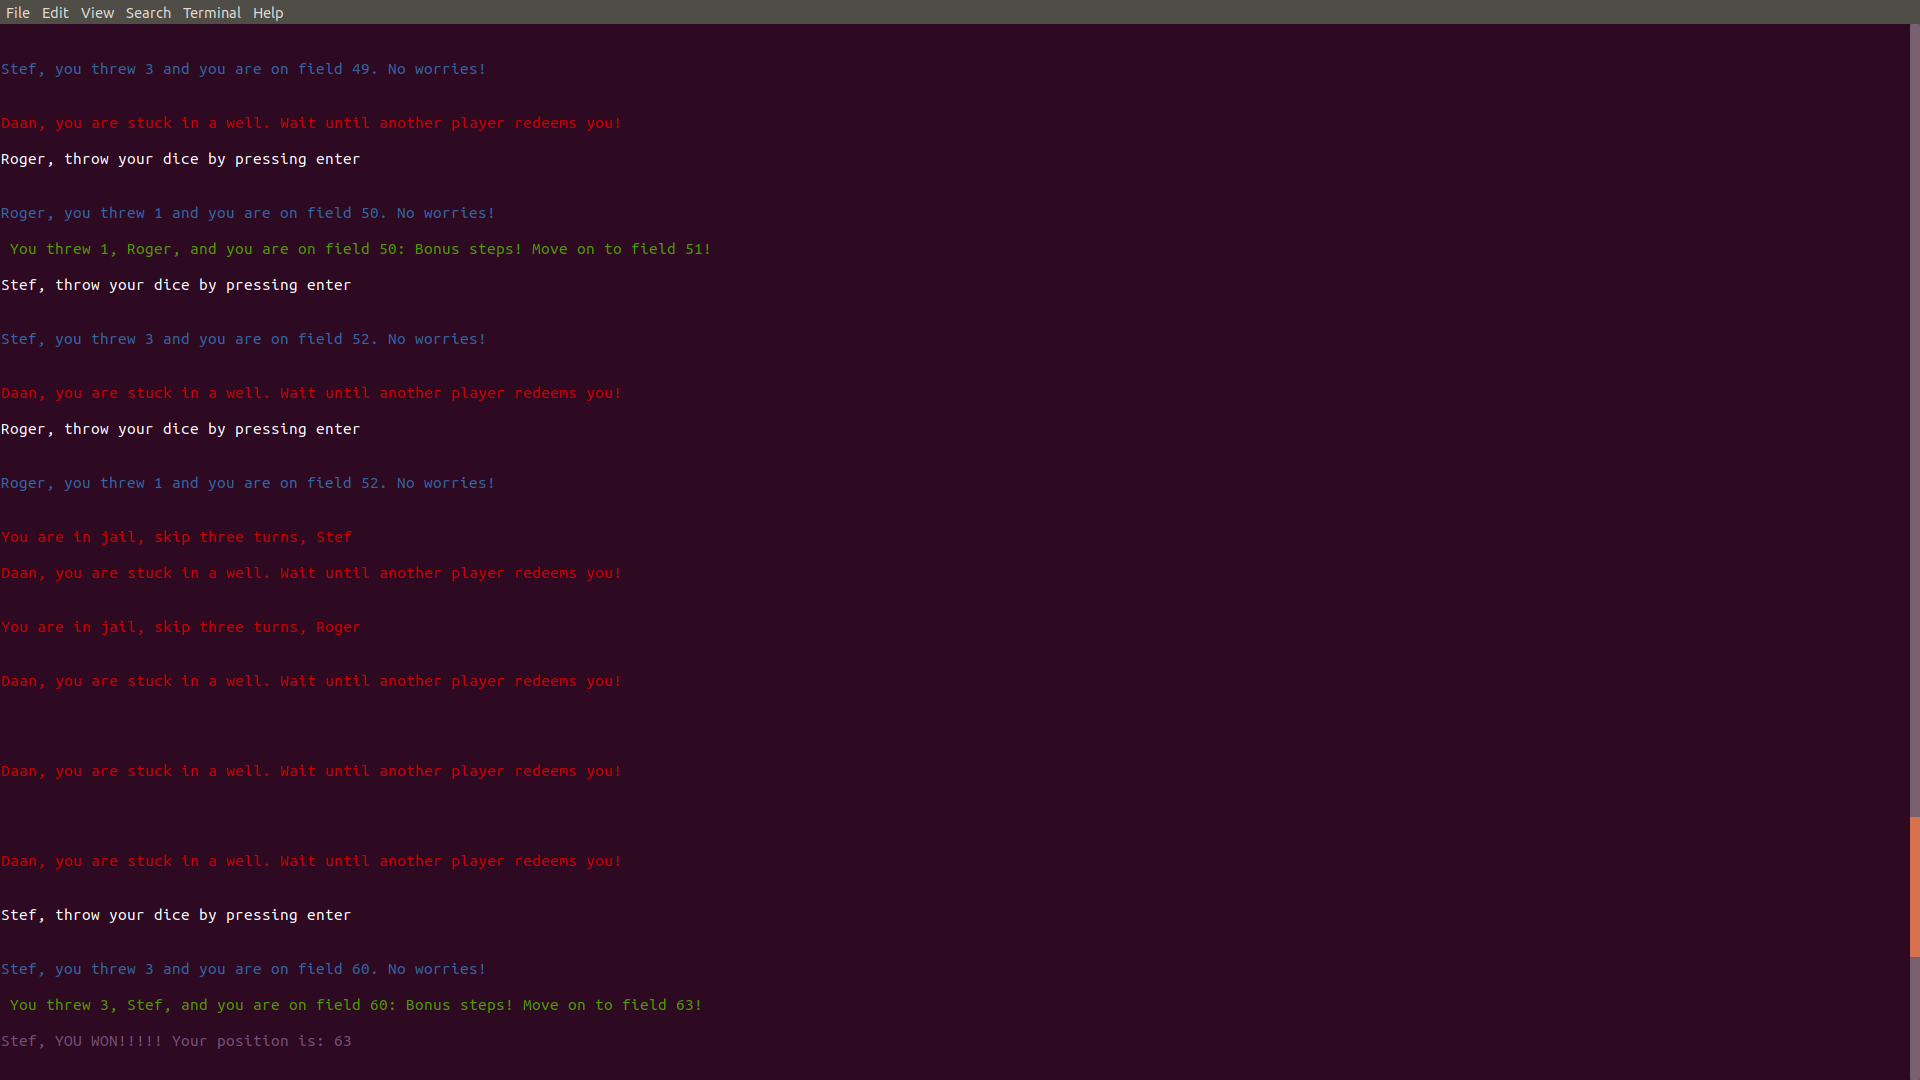 File Edit View Search Terminal Help
Stef, you threw 3 and you are on field 49. No worries!
Daan, you are stuck in a well. Wait until another player redeems you!
Roger, throw your dice by pressing enter
Roger, you threw 1 and you are on field 50. No worries!
You threw 1, Roger, and you are on field 50: Bonus steps! Move on to field 51!
Stef, throw your dice by pressing enter
Stef, you threw 3 and you are on field 52. No worries!
Daan, you are stuck in a well. Wait until another player redeems you!
Roger, throw your dice by pressing enter
Roger, you threw 1 and you are on field 52. No worries!
You are in jail, skip three turns, Stef
Daan, you are stuck in a well. Wait until another player redeems you!
You are in jail, skip three turns, Roger
Daan, you are stuck in a well. Wait until another player redeems you!
Daan, you are stuck in a well. Wait until another player redeems you!
Daan, you are stuck in a well. Wait until another player redeems you!
Stef, throw your dice by pressing enter
Stef, you threw 3 and you are on field 60. No worries!
You threw 3, Stef, and you are on field 60: Bonus steps! Move on to field 63!
Stef, YOU WON!!!!! Your position is: 63